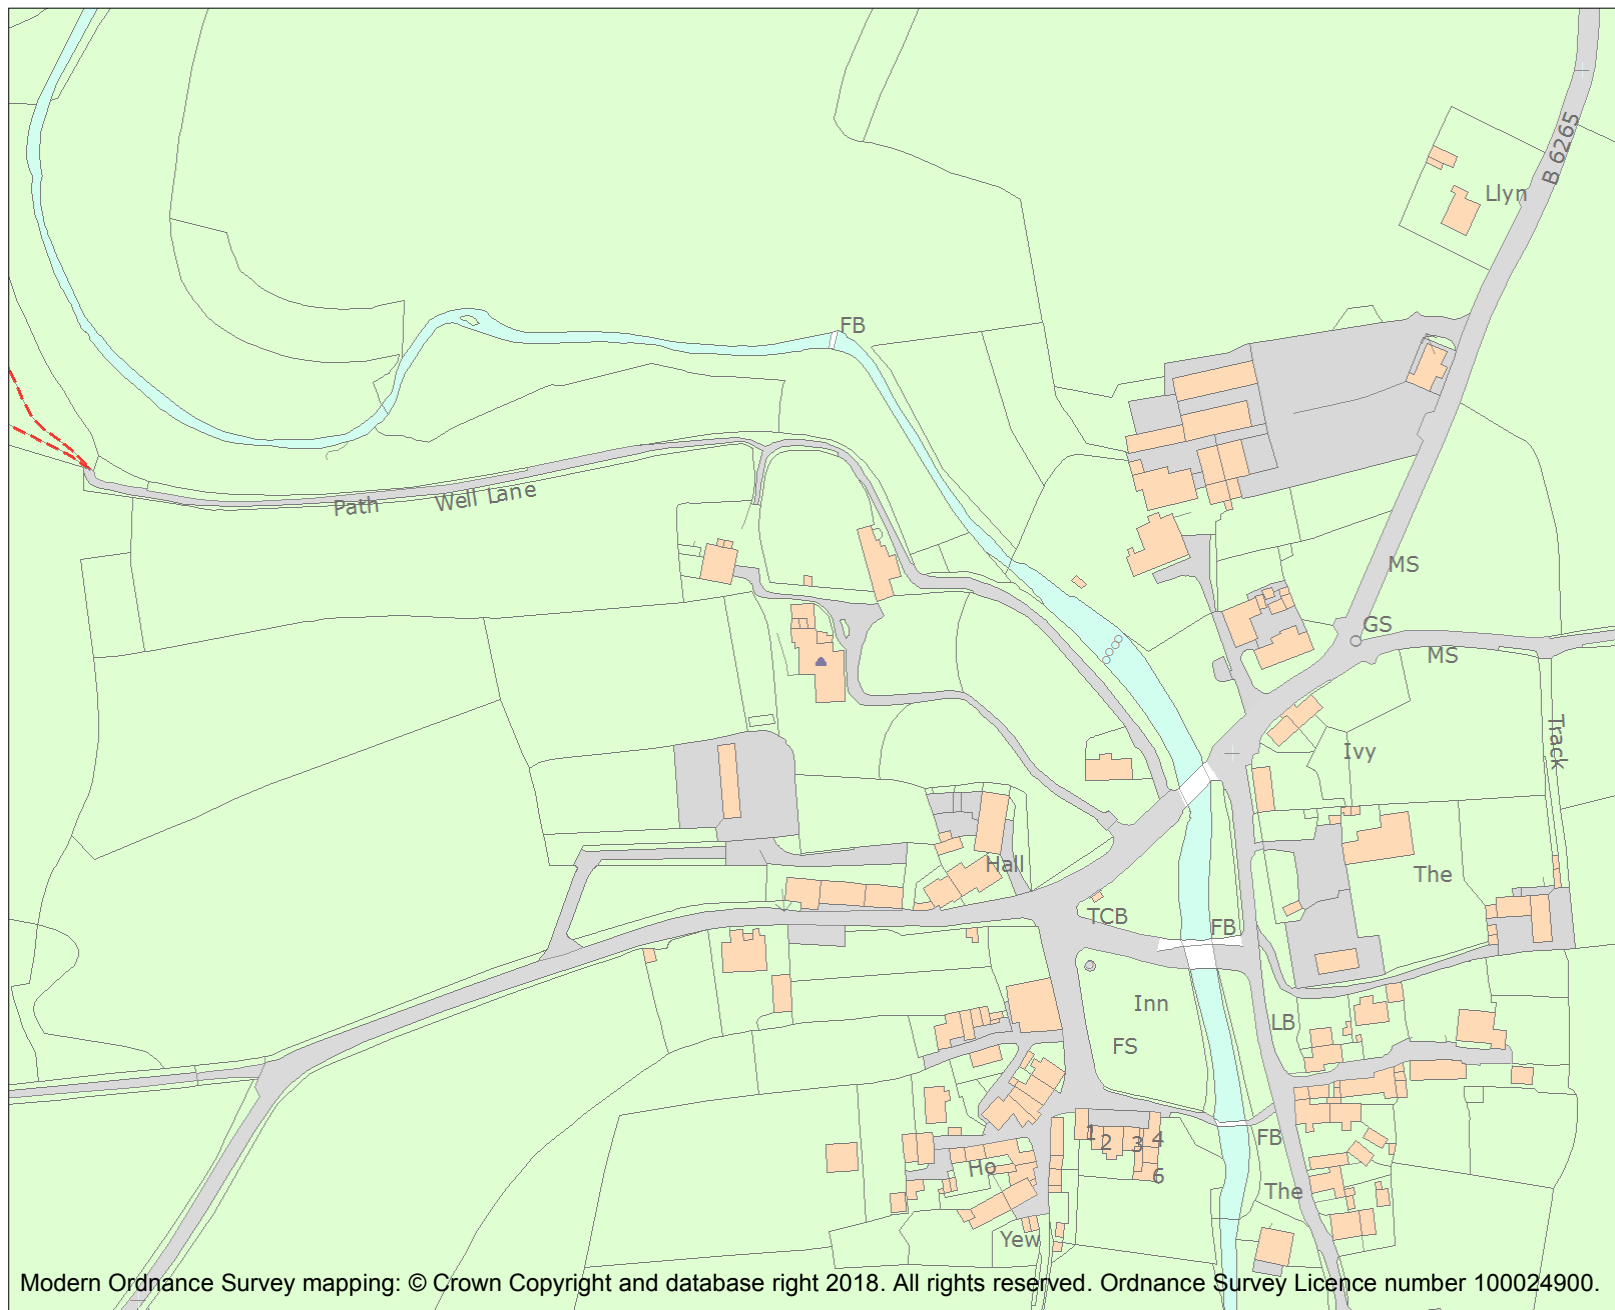 B 6265
Llyn
FB
Path
Well Lane
MS
GS
MS
Track
Ivy
Hall
The
TCB
FB
Inn
LB
FS
1
2
3
4
FB
6
Ho
The
Yew
Modern Ordnance Survey mapping: © Crown Copyright and database right 2018. All rights reserved. Ordnance Survey Licence number 100024900.